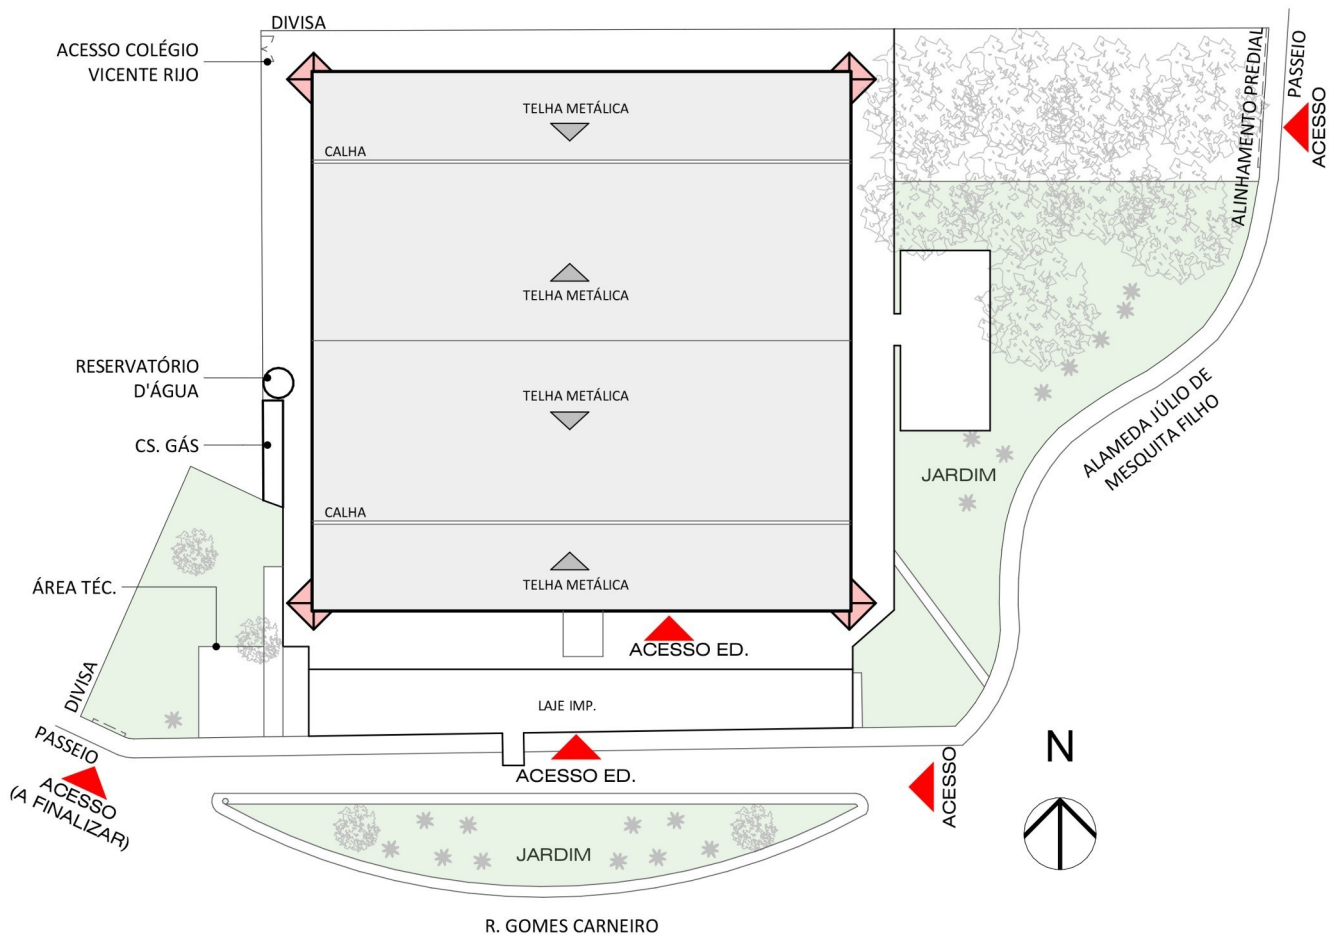 DIVISA
ACESSO COLÉGIO
VICENTE RIJO
PASSEIO
ALINHAMENTO PREDIAL
ACESSO
TELHA METÁLICA
CALHA
TELHA METÁLICA
RESERVATÓRIO
D'ÁGUA
TELHA METÁLICA
ALAMEDA JÚLIO DE
MESQUITA FILHO
CS. GÁS
JARDIM
CALHA
ÁREA TÉC.
TELHA METÁLICA
ACESSO ED.
DIVISA
LAJE IMP.
PASSEIO
ACESSO
(A FINALIZAR)
ACESSO ED.
ACESSO
N
JARDIM
R. GOMES CARNEIRO